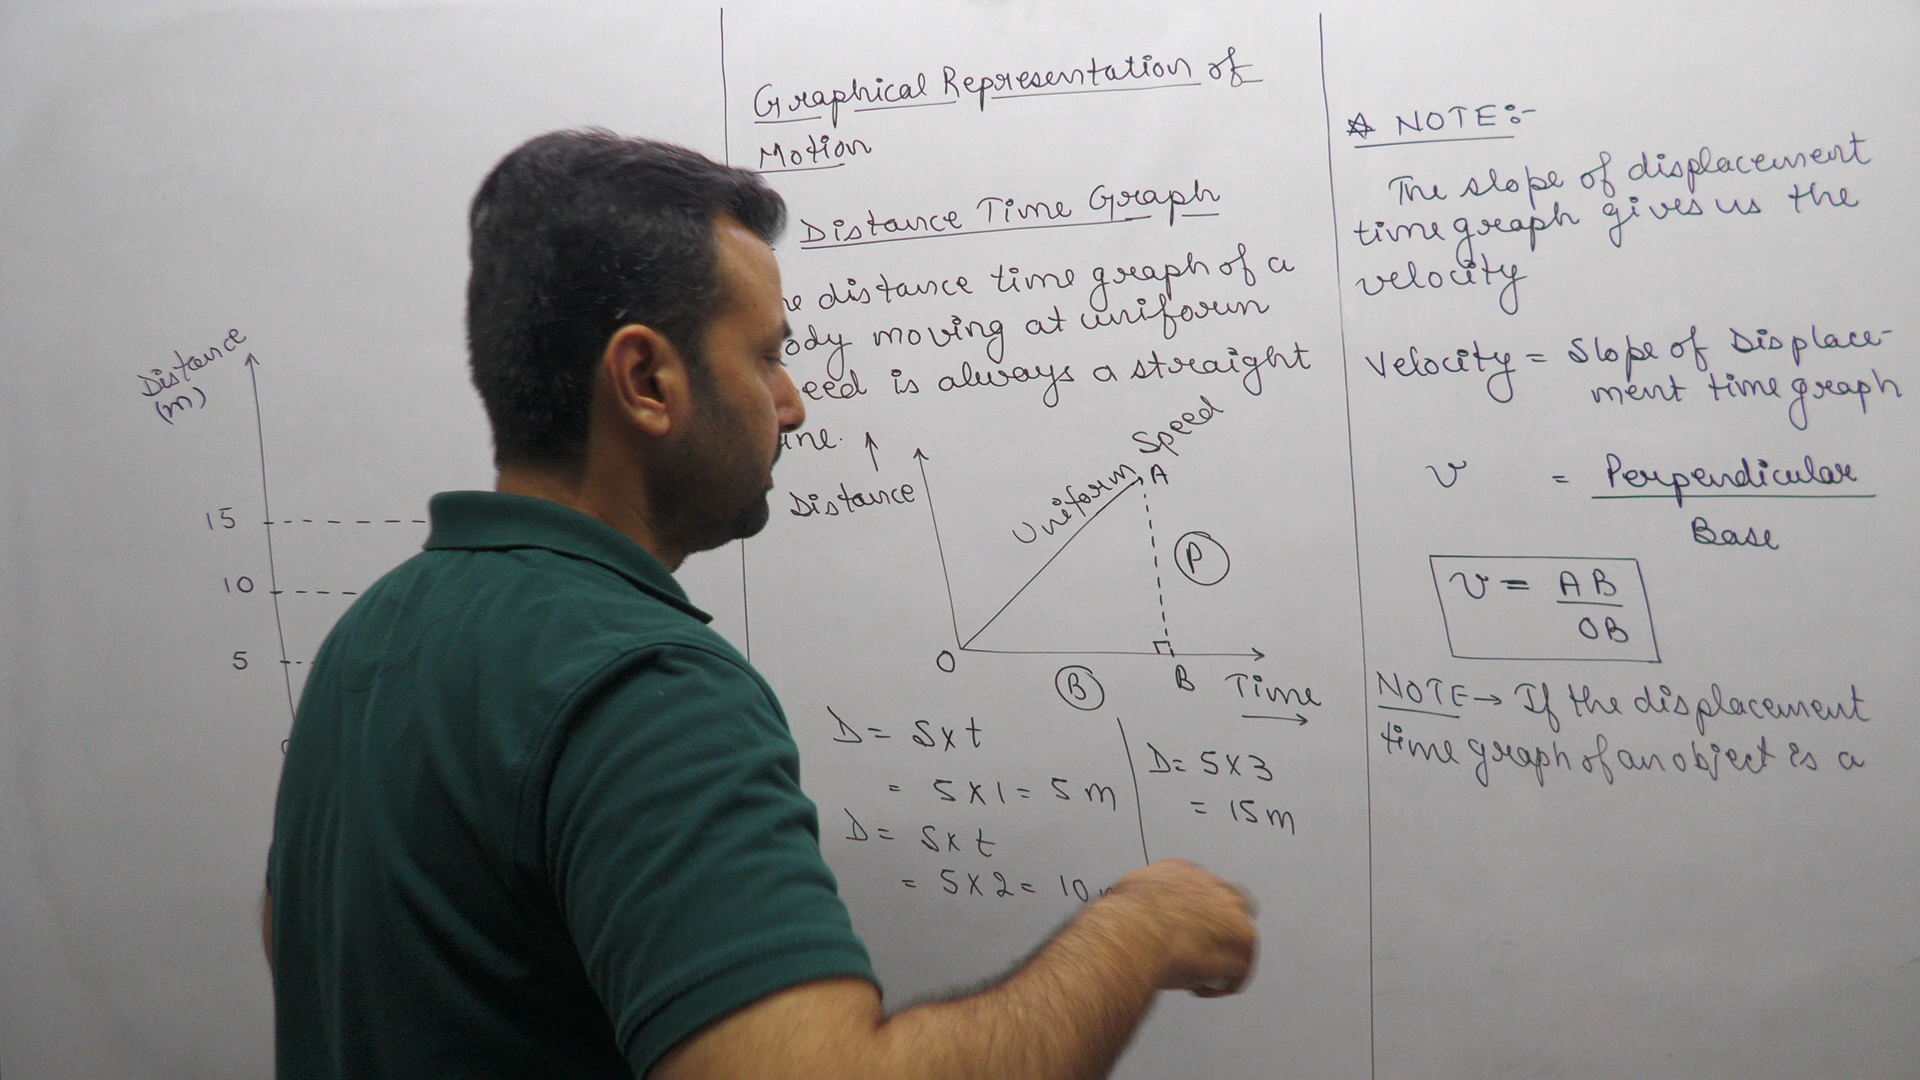 Distance
(m)
15
10
5
Graphical Representation of
Motion
Distance Time Graph
distance time graph of a
moving at uniform
is always a straight
Distance
Uniform Speed
A
P
O
B
B
Time
D = S x t
= 5 x 1 = 5 m
D = S x t
= 5 x 2 = 10
D = 5 x 3
= 15 m
NOTE:-
The slope of displacement
time graph gives us the
velocity
Velocity = Slope of Displace-
ment time graph
v = Perpendicular
Base
v = AB
OB
NOTE → If the displacement
time graph of an object is a